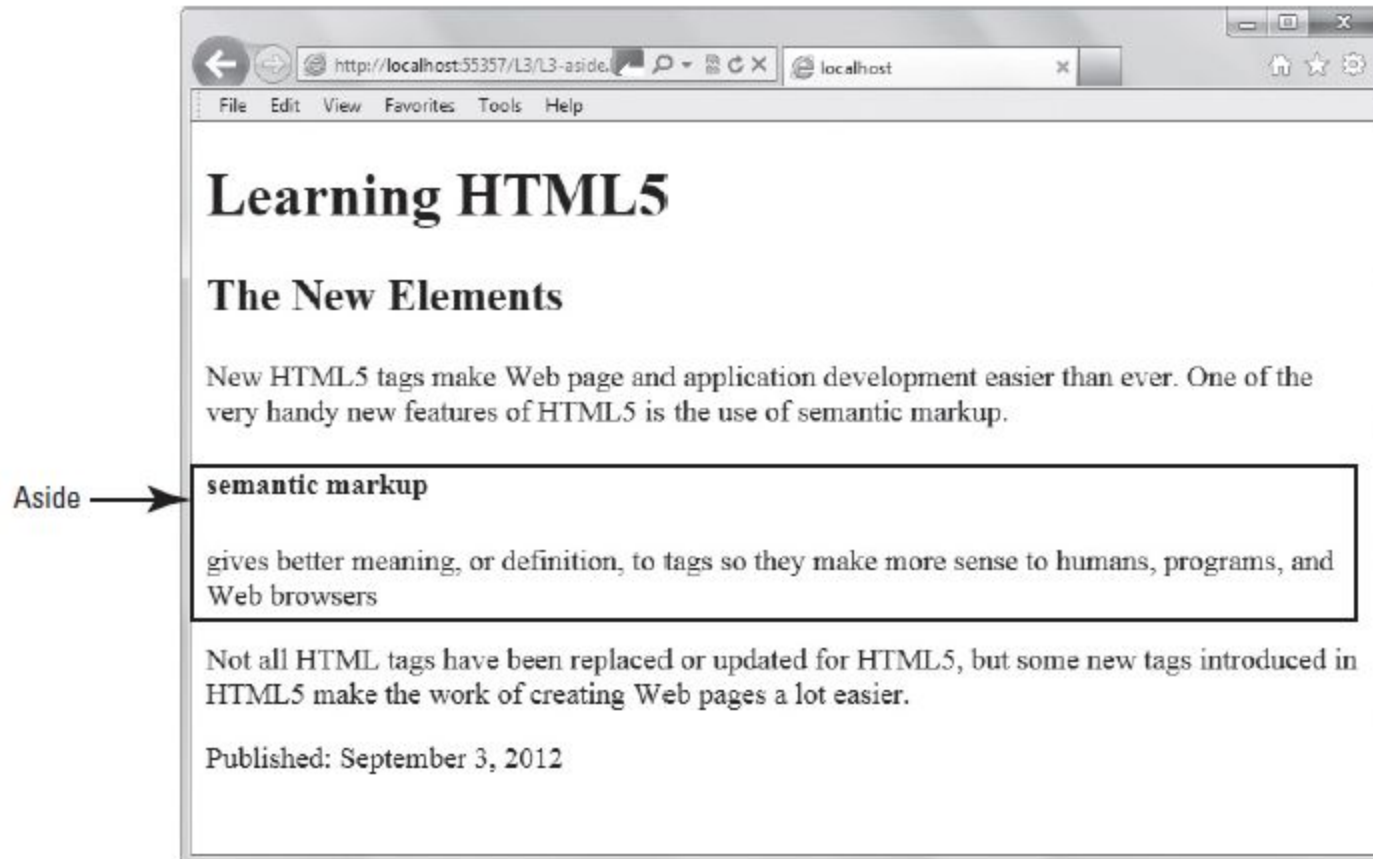 http://localhost:55357/L3/L3-aside.
localhost
File Edit View Favorites Tools Help
Learning HTML5
The New Elements
New HTML5 tags make Web page and application development easier than ever. One of the
very handy new features of HTML5 is the use of semantic markup.
Aside
semantic markup
gives better meaning, or definition, to tags so they make more sense to humans, programs, and
Web browsers
Not all HTML tags have been replaced or updated for HTML5, but some new tags introduced in
HTML5 make the work of creating Web pages a lot easier.
Published: September 3, 2012